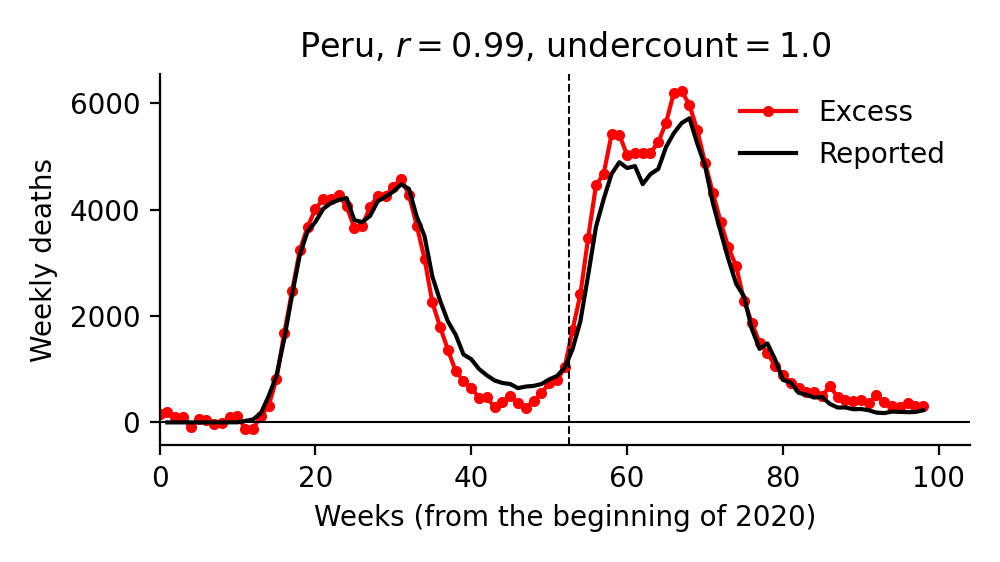 Peru, r = 0.99, undercount = 1.0
Weekly deaths
6000
4000
2000
0
Excess
Reported
0 20 40 60 80 100
Weeks (from the beginning of 2020)